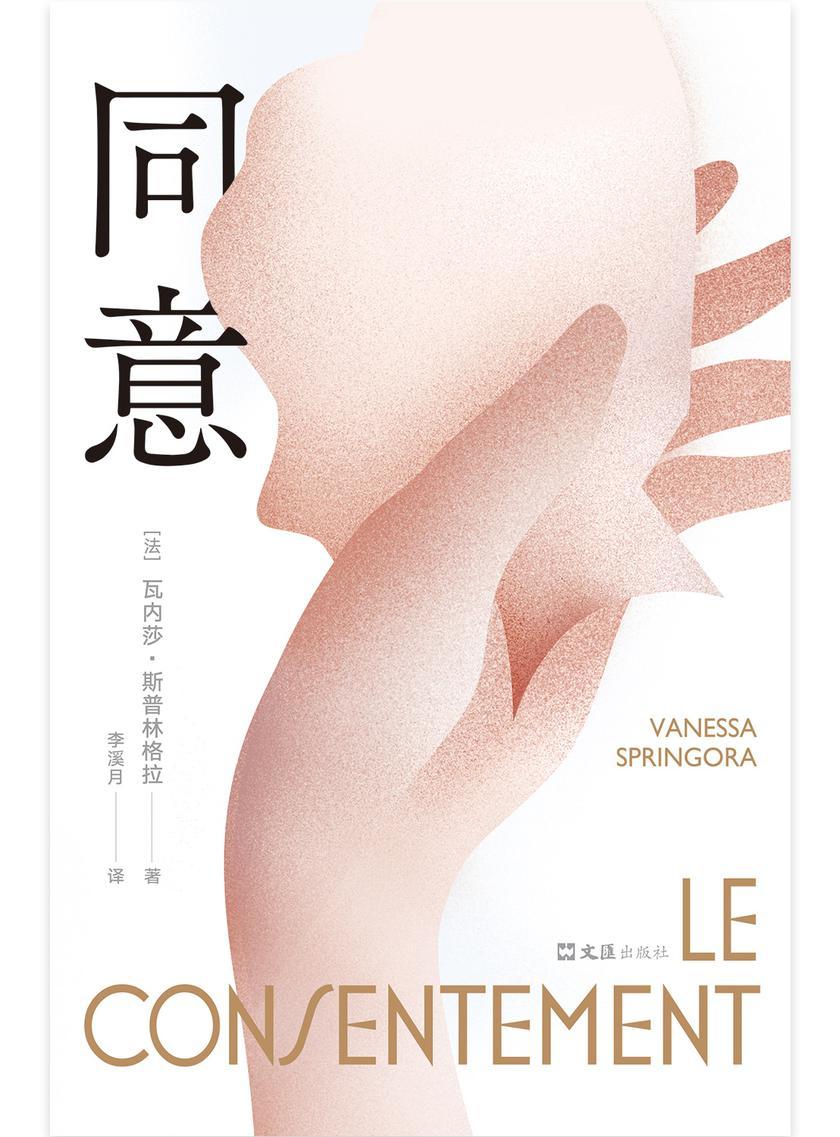 同意
[法] 瓦内莎·斯普林格拉 著
李溪月 译
VANESSA
SPRINGORA
文匯出版社
LE
CONSENTEMENT